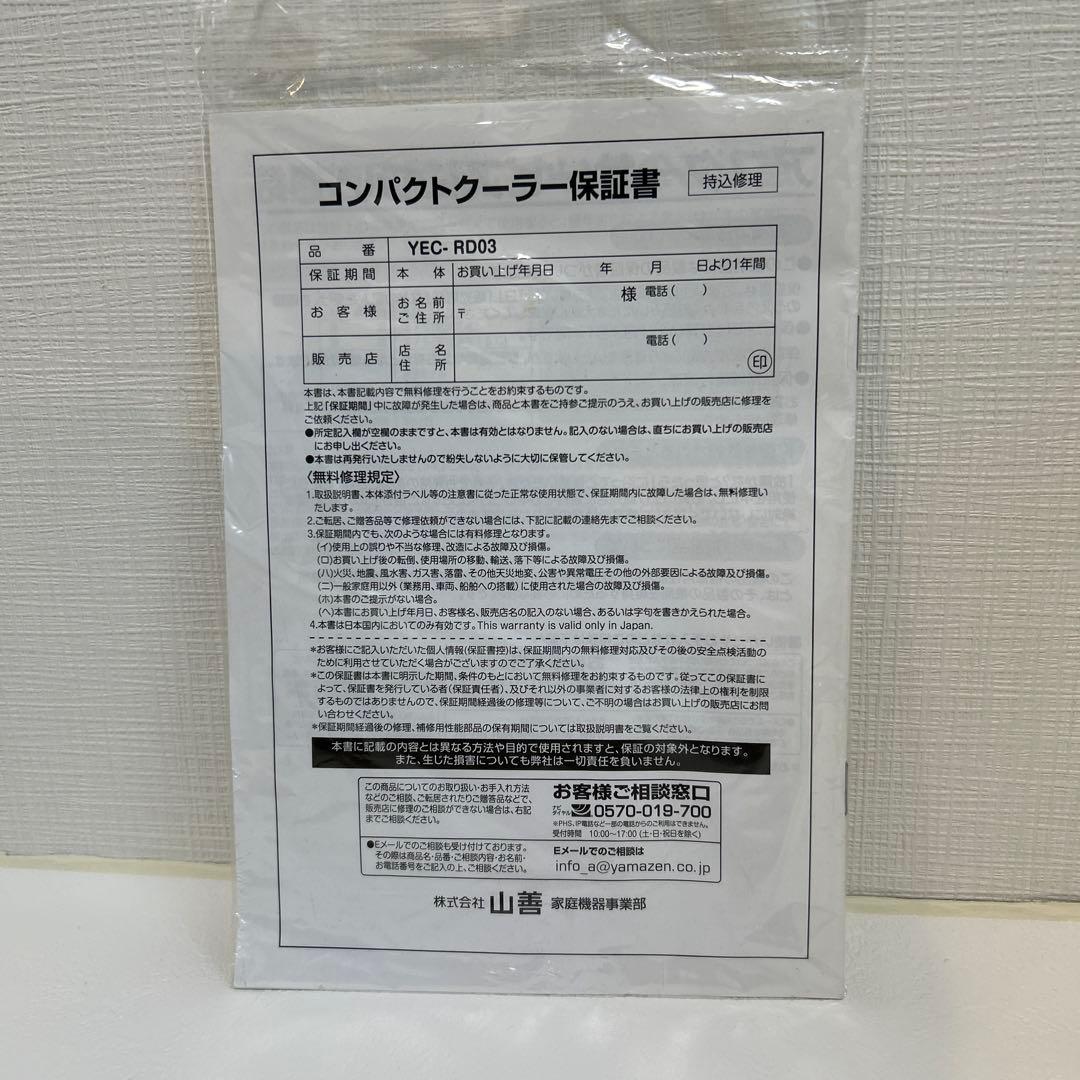 コンパクトクーラー保証書 持込修理
品番 YEC- RD03
保証期間 本体 お買い上げ年月日 年 月 日より1年間
お客様 お名前 ご住所 〒 様 電話( )
販売店 店名 住所 電話( ) 印
本書は、本書記載内容で無料修理を行うことをお約束するものです。
上記「保証期間」中に故障が発生した場合は、商品と本書をご持参ご提示のうえ、お買い上げの販売店に修理を
ご依頼ください。
●所定記入欄が空欄のままですと、本書は有効とはなりません。記入のない場合は、直ちにお買い上げの販売店
にお申し出ください。
●本書は再発行いたしませんので紛失しないように大切に保管してください。
〈無料修理規定〉
1.取扱説明書、本体添付ラベル等の注意書に従った正常な使用状態で、保証期間内に故障した場合は、無料修理い
たします。
2.ご転居、ご贈答品等で修理依頼ができない場合には、下記に記載の連絡先までご相談ください。
3.保証期間内でも、次のような場合には有料修理となります。
(イ)使用上の誤りや不当な修理、改造による故障及び損傷。
(ロ)お買い上げ後の転倒、使用場所の移動、輸送、落下等による故障及び損傷。
(ハ)火災、地震、風水害、ガス害、落雷、その他天災地変、公害や異常電圧その他の外部要因による故障及び損傷。
(ニ)一般家庭用以外(業務用、車両、船舶への搭載)に使用された場合の故障及び損傷。
(ホ)本書のご提示がない場合。
(ヘ)本書にお買い上げ年月日、お客様名、販売店名の記入のない場合、あるいは字句を書きかえられた場合。
4.本書は日本国内においてのみ有効です。This warranty is valid only in Japan.
*お客様にご記入いただいた個人情報(保証書控)は、保証期間内の無料修理対応及びその後の安全点検活動の
ために利用させていただく場合がございますのでご了承ください。
*この保証書は本書に明示した期間、条件のもとにおいて無料修理をお約束するものです。従ってこの保証書に
よって、保証書を発行している者(保証責任者)、及びそれ以外の事業者に対するお客様の法律上の権利を制限
するものではありませんので、保証期間経過後の修理等について、ご不明の場合はお買い上げの販売店にお問
い合わせください。
*保証期間経過後の修理、補修用性能部品の保有期間については取扱説明書をご覧ください。
本書に記載の内容とは異なる方法や目的で使用されますと、保証の対象外となります。
また、生じた損害についても弊社は一切責任を負いません。
この商品についてのお取り扱い・お手入れ方法
などのご相談、ご転居されたりご贈答品などで、
販売店に修理のご相談ができない場合は、右記
までご相談ください。
お客様ご相談窓口
ナビダイヤル 0570-019-700
※PHS、IP電話など一部の電話からのご利用はできません。
受付時間 10:00〜17:00 (土・日・祝日を除く)
●Eメールでのご相談も受け付けております。
その際は商品名・品番・ご相談内容・お名前・
お電話番号をご記入の上、ご相談ください。
Eメールでのご相談は
info_a@yamazen.co.jp
株式会社 山善 家庭機器事業部